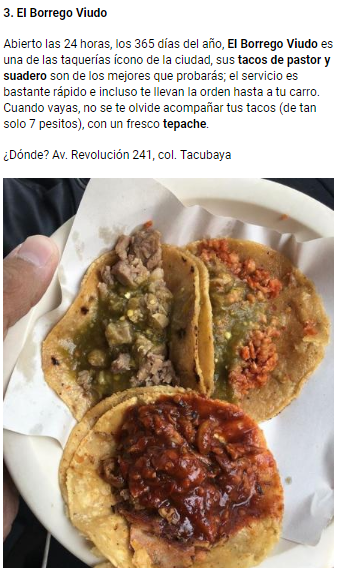 3. El Borrego Viudo
Abierto las 24 horas, los 365 días del año, El Borrego Viudo es
una de las taquerías ícono de la ciudad, sus tacos de pastor y
suadero son de los mejores que probarás; el servicio es
bastante rápido e incluso te llevan la orden hasta a tu carro.
Cuando vayas, no se te olvide acompañar tus tacos (de tan
solo 7 pesitos), con un fresco tepache.
¿Dónde? Av. Revolución 241, col. Tacubaya